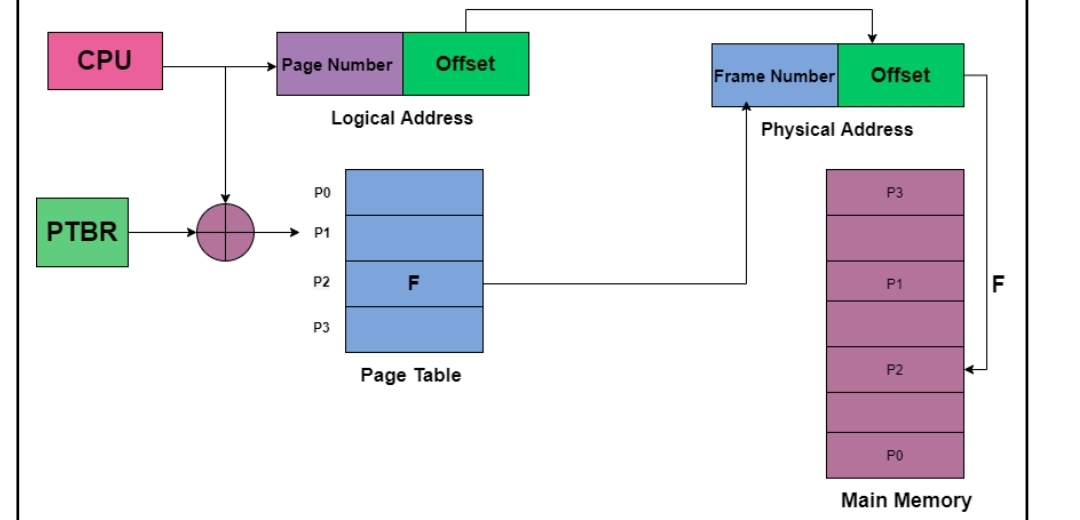 CPU
Page Number
Offset
Logical Address
Frame Number
Offset
Physical Address
PTBR
P0
P1
P2
F
P3
Page Table
P3
P1
F
P2
P0
Main Memory